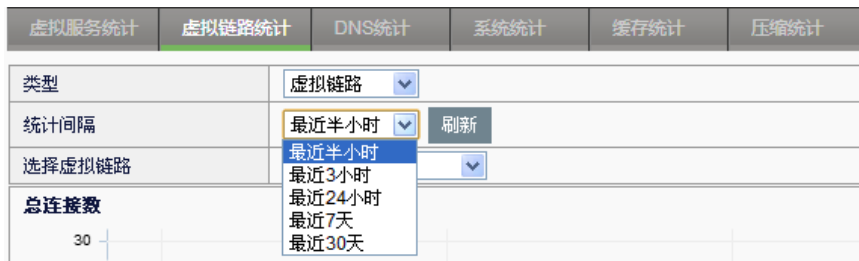 虚拟服务统计 虚拟链路统计 DNS统计 系统统计 缓存统计 压缩统计
类型 虚拟链路
统计间隔 最近半小时 刷新
最近半小时
选择虚拟链路
最近3小时
最近24小时
最近7天
最近30天
总连接数
30